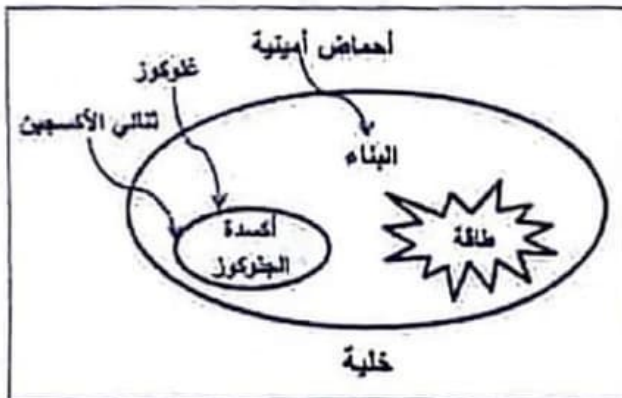 أحماض أمينية
غلوكوز
ثنائي الأكسجين
البناء
أكسدة
الجلوكوز
طاقة
خلية